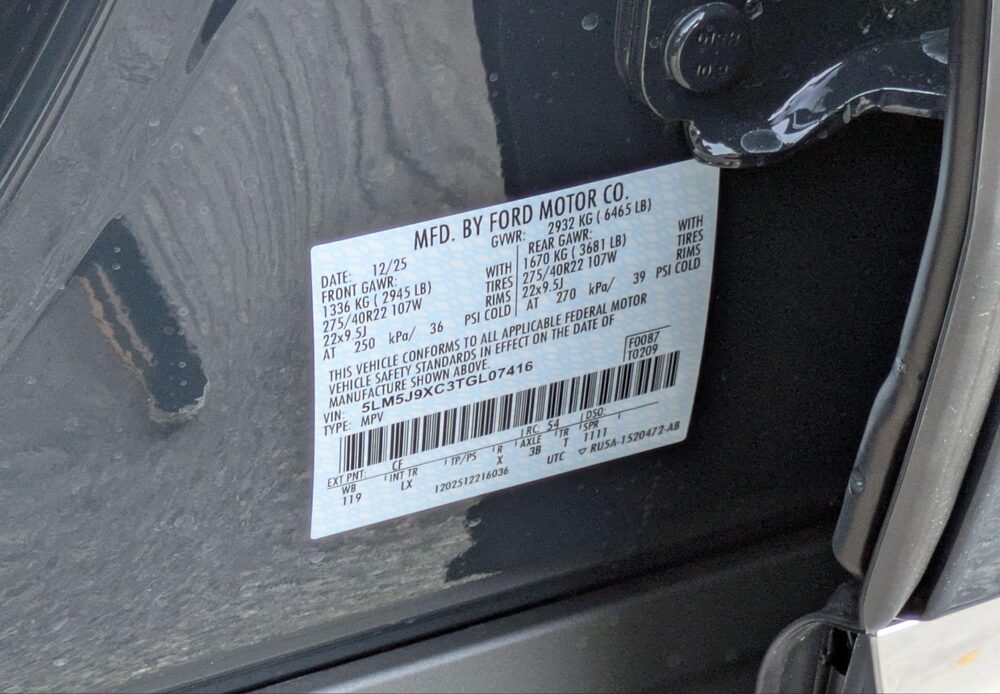 MFD. BY FORD MOTOR CO.
DATE: 12/25 GVWR: 2932 KG ( 6465 LB)
FRONT GAWR: WITH REAR GAWR: WITH
1336 KG ( 2945 LB) TIRES 1670 KG ( 3681 LB) TIRES
275/40R22 107W RIMS 275/40R22 107W RIMS
22x9.5J PSI COLD 22x9.5J PSI COLD
AT 250 kPa/ 36 AT 270 kPa/ 39
THIS VEHICLE CONFORMS TO ALL APPLICABLE FEDERAL MOTOR
VEHICLE SAFETY STANDARDS IN EFFECT ON THE DATE OF
MANUFACTURE SHOWN ABOVE.
F0087
T0209
VIN: 5LM5J9XC3TGL07416
TYPE: MPV
EXT PNT: CF RC: 54 DSO:
WB INT TR TP/PS R AXLE TR SPR
119 LX X 3B T 1111
1202512216036 UTC ▽ RU5A-1520472-AB